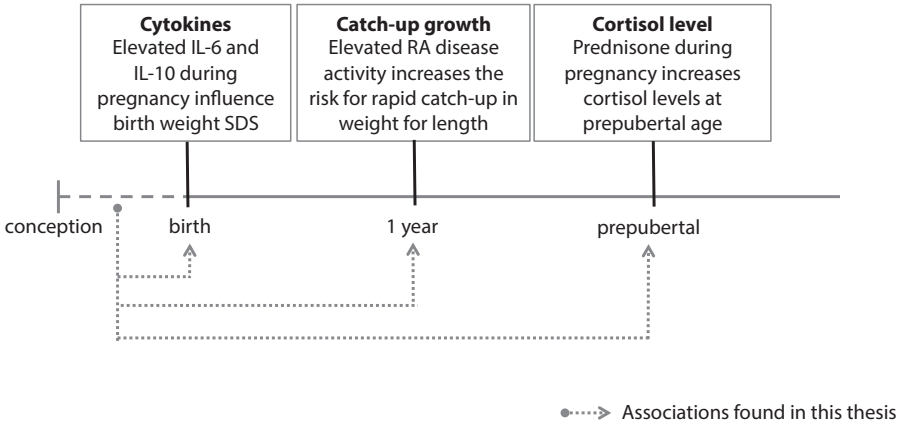 Cytokines
Elevated IL-6 and
IL-10 during
pregnancy influence
birth weight SDS
Catch-up growth
Elevated RA disease
activity increases the
risk for rapid catch-up in
weight for length
Cortisol level
Prednisone during
pregnancy increases
cortisol levels at
prepubertal age
conception
birth
1 year
prepubertal
Associations found in this thesis